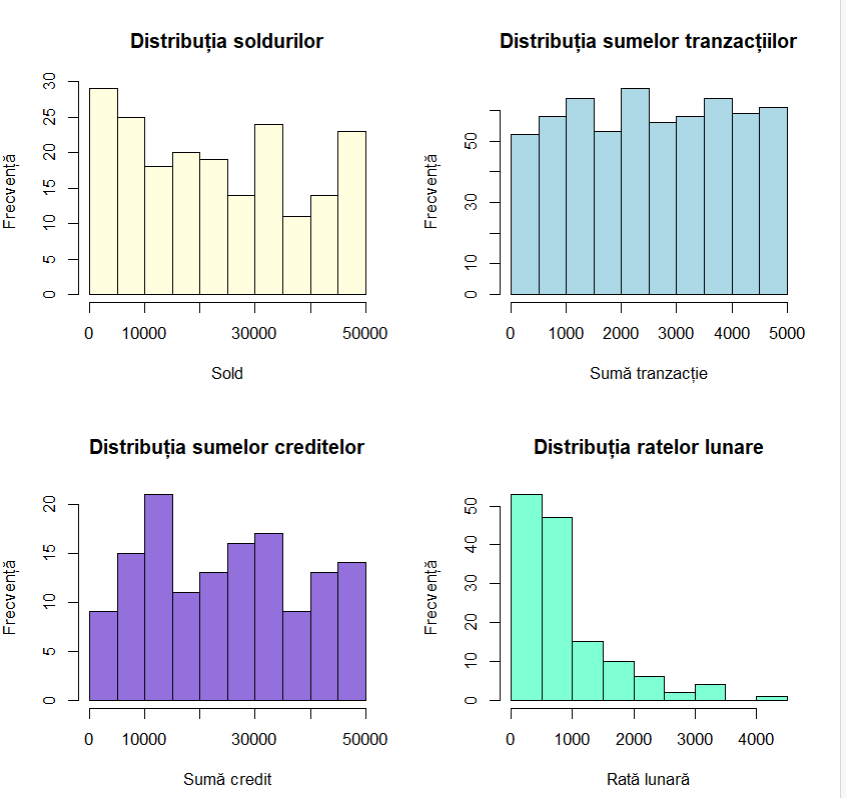 Distribuția soldurilor
Frecvență
0 5 10 15 20 25 30
0 10000 30000 50000
Sold
Distribuția sumelor tranzacțiilor
Frecvență
0 10 30 50
0 1000 2000 3000 4000 5000
Sumă tranzacție
Distribuția sumelor creditelor
Frecvență
0 5 10 15 20
0 10000 30000 50000
Sumă credit
Distribuția ratelor lunare
Frecvență
0 10 20 30 40 50
0 1000 2000 3000 4000
Rată lunară